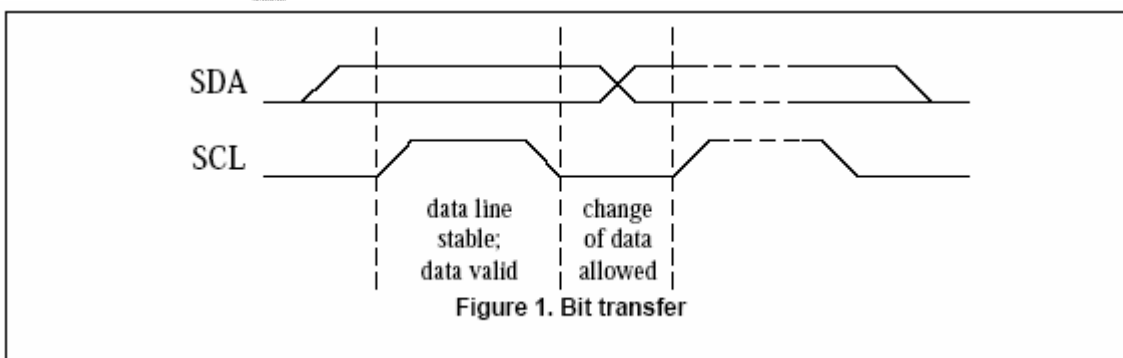 SDA
SCL
data line
stable;
data valid
change
of data
allowed
Figure 1. Bit transfer